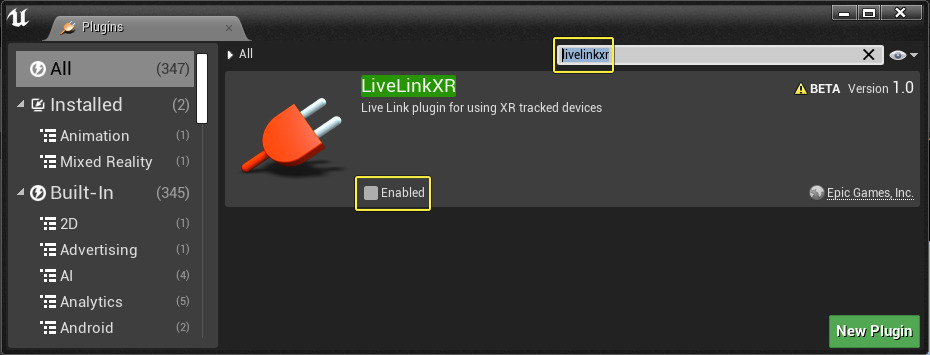 Plugins
All
livelinkxr
All (347)
Installed (2)
Animation (1)
Mixed Reality (1)
Built-In (345)
2D (1)
Advertising (1)
AI (4)
Analytics (5)
Android (2)
LiveLinkXR
BETA Version 1.0
Live Link plugin for using XR tracked devices
Enabled
Epic Games, Inc.
New Plugin